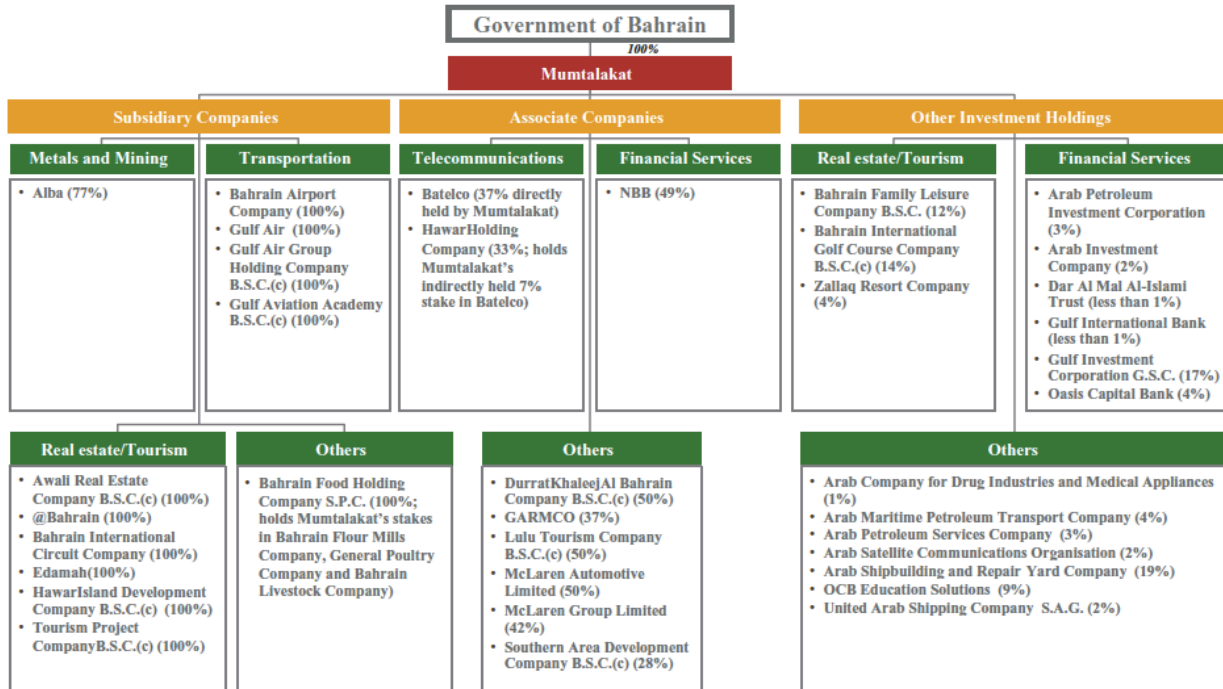 Government of Bahrain
100%
Mumtalakat
Subsidiary Companies
Associate Companies
Other Investment Holdings
Metals and Mining
• Alba (77%)
Transportation
• Bahrain Airport
Company (100%)
• Gulf Air (100%)
• Gulf Air Group
Holding Company
B.S.C.(c) (100%)
• Gulf Aviation Academy
B.S.C.(c) (100%)
Telecommunications
• Batelco (37% directly
held by Mumtalakat)
• HawarHolding
Company (33%; holds
Mumtalakat's
indirectly held 7%
stake in Batelco)
Financial Services
• NBB (49%)
Real estate/Tourism
• Bahrain Family Leisure
Company B.S.C. (12%)
• Bahrain International
Golf Course Company
B.S.C.(c) (14%)
• Zallaq Resort Company
(4%)
Financial Services
• Arab Petroleum
Investment Corporation
(3%)
• Arab Investment
Company (2%)
• Dar Al Mal Al-Islami
Trust (less than 1%)
• Gulf International Bank
(less than 1%)
• Gulf Investment
Corporation G.S.C. (17%)
• Oasis Capital Bank (4%)
Real estate/Tourism
• Awali Real Estate
Company B.S.C.(c) (100%)
• @Bahrain (100%)
• Bahrain International
Circuit Company
(100%)
• Edamah(100%)
• HawarIsland Development
Company B.S.C.(c) (100%)
• Tourism Project
CompanyB.S.C.(c) (100%)
Others
• Bahrain Food Holding
Company S.P.C. (100%;
holds Mumtalakat's stakes
in Bahrain Flour Mills
Company, General Poultry
Company and Bahrain
Livestock Company)
Others
• DurratKhaleejAl Bahrain
Company B.S.C.(c) (50%)
• GARMCO (37%)
• Lulu Tourism Company
B.S.C.(c) (50%)
• McLaren Automotive
Limited (50%)
• McLaren Group Limited
(42%)
• Southern Area Development
Company B.S.C.(c) (28%)
Others
• Arab Company for Drug Industries and Medical Appliances
(1%)
• Arab Maritime Petroleum Transport Company (4%)
• Arab Petroleum Services Company (3%)
• Arab Satellite Communications Organisation (2%)
• Arab Shipbuilding and Repair Yard Company (19%)
• OCB Education Solutions (9%)
• United Arab Shipping Company S.A.G. (2%)